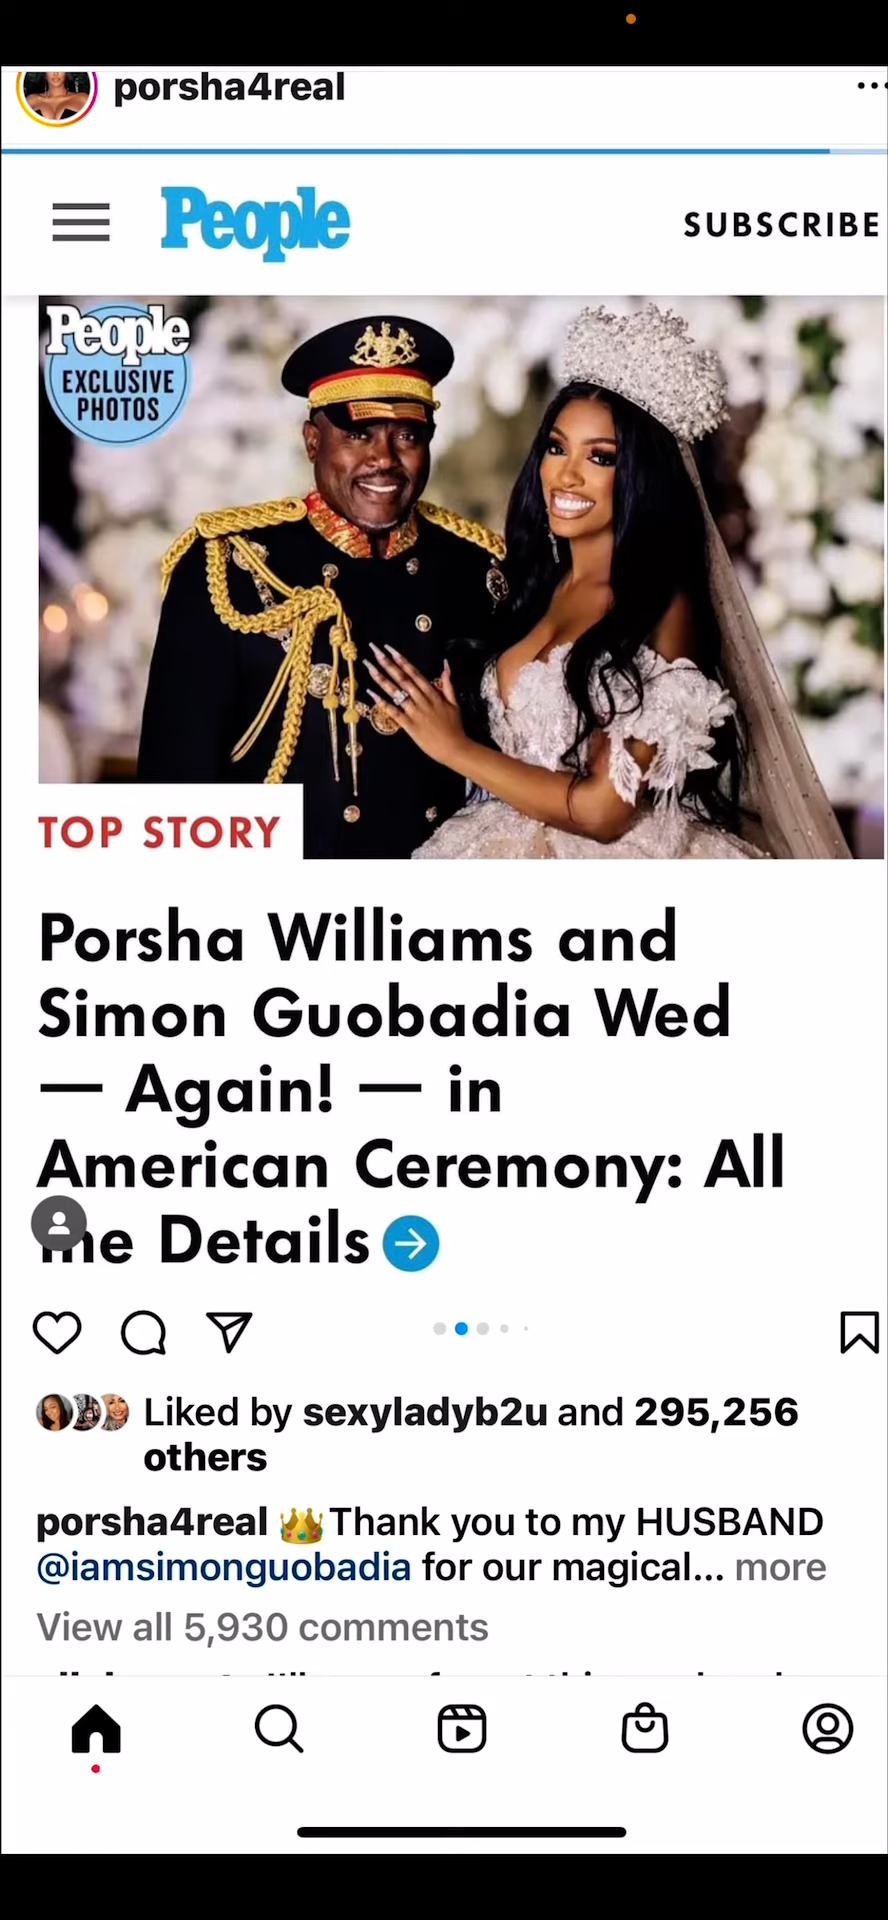 porsha4real
People
SUBSCRIBE
People
EXCLUSIVE
PHOTOS
TOP STORY
Porsha Williams and
Simon Guobadia Wed
— Again! — in
American Ceremony: All
Details
Liked by sexyladyb2u and 295,256
others
porsha4real 👑Thank you to my HUSBAND
@iamsimonguobadia for our magical... more
View all 5,930 comments